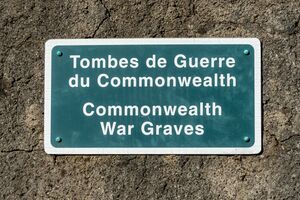 Tombes de Guerre
du Commonwealth
Commonwealth
War Graves